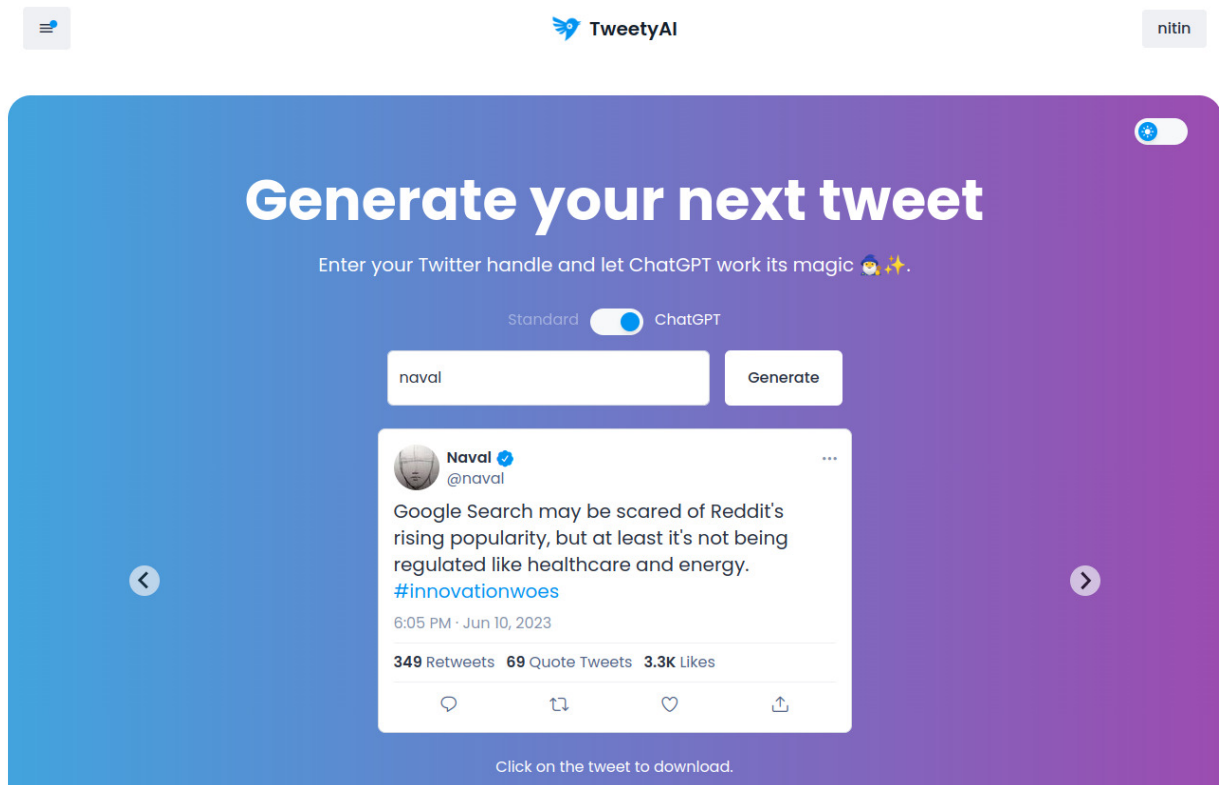 TweetyAI
nitin
Generate your next tweet
Enter your Twitter handle and let ChatGPT work its magic 🧙‍♂️✨.
Standard ChatGPT
naval
Generate
Naval
@naval
Google Search may be scared of Reddit's
rising popularity, but at least it's not being
regulated like healthcare and energy.
#innovationwoes
6:05 PM · Jun 10, 2023
349 Retweets 69 Quote Tweets 3.3K Likes
Click on the tweet to download.